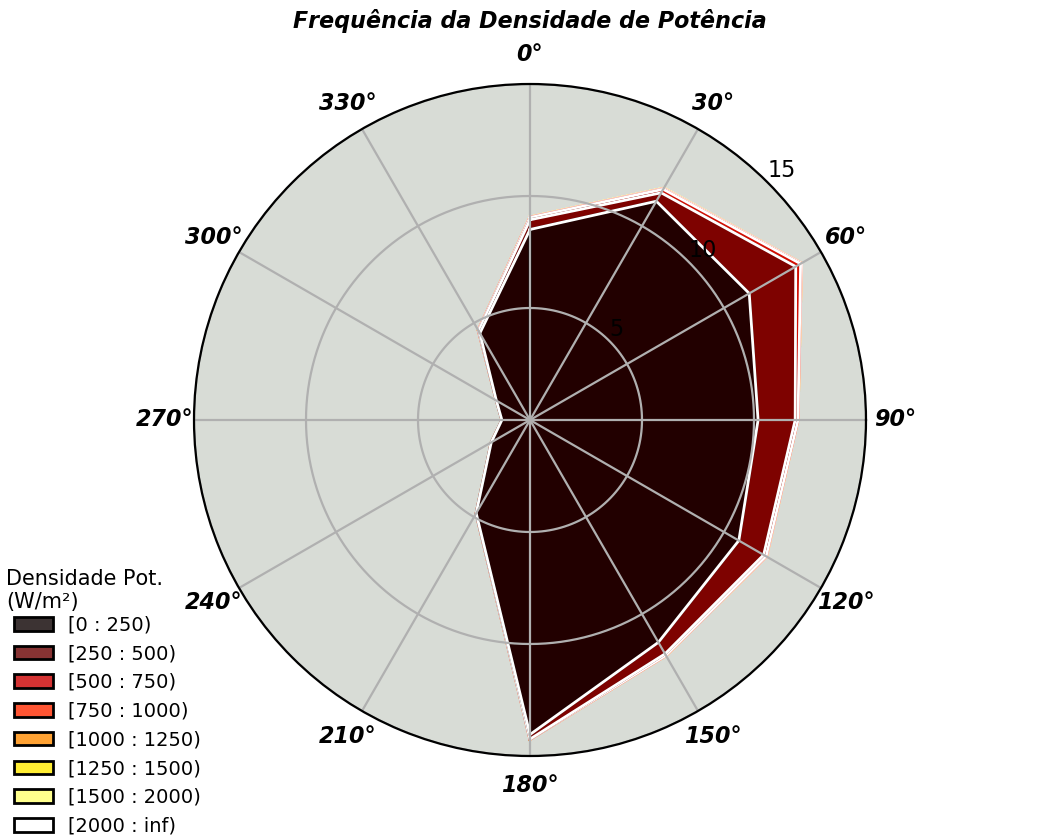 Frequência da Densidade de Potência
0°
330°
30°
15
300°
60°
10
5
270°
90°
Densidade Pot.
(W/m²)
240°
120°
[0 : 250)
[250 : 500)
[500 : 750)
[750 : 1000)
210°
150°
[1000 : 1250)
[1250 : 1500)
180°
[1500 : 2000)
[2000 : inf)